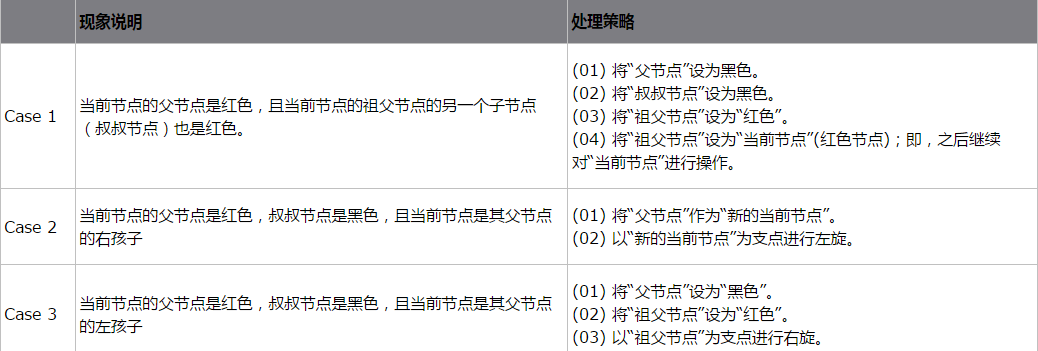 现象说明 处理策略
Case 1
当前节点的父节点是红色，且当前节点的祖父节点的另一个子节点
（叔叔节点）也是红色。
(01) 将“父节点”设为黑色。
(02) 将“叔叔节点”设为黑色。
(03) 将“祖父节点”设为“红色”。
(04) 将“祖父节点”设为“当前节点”(红色节点)；即，之后继续
对“当前节点”进行操作。
Case 2
当前节点的父节点是红色，叔叔节点是黑色，且当前节点是其父节点
的右孩子
(01) 将“父节点”作为“新的当前节点”。
(02) 以“新的当前节点”为支点进行左旋。
Case 3
当前节点的父节点是红色，叔叔节点是黑色，且当前节点是其父节点
的左孩子
(01) 将“父节点”设为“黑色”。
(02) 将“祖父节点”设为“红色”。
(03) 以“祖父节点”为支点进行右旋。